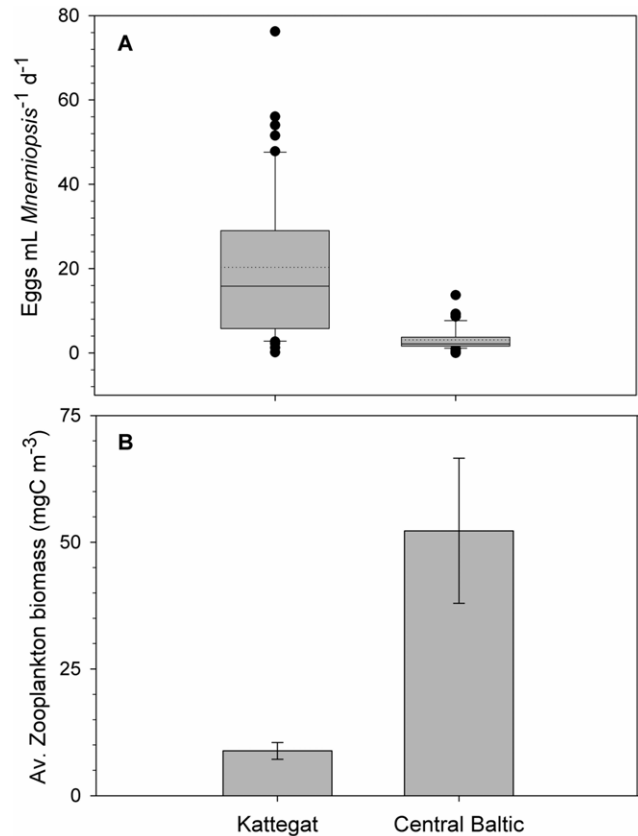 A
80
60
40
20
0
Eggs mL Mnemiopsis⁻¹ d⁻¹
B
75
50
25
0
Av. Zooplankton biomass (mgC m⁻³)
Kattegat Central Baltic